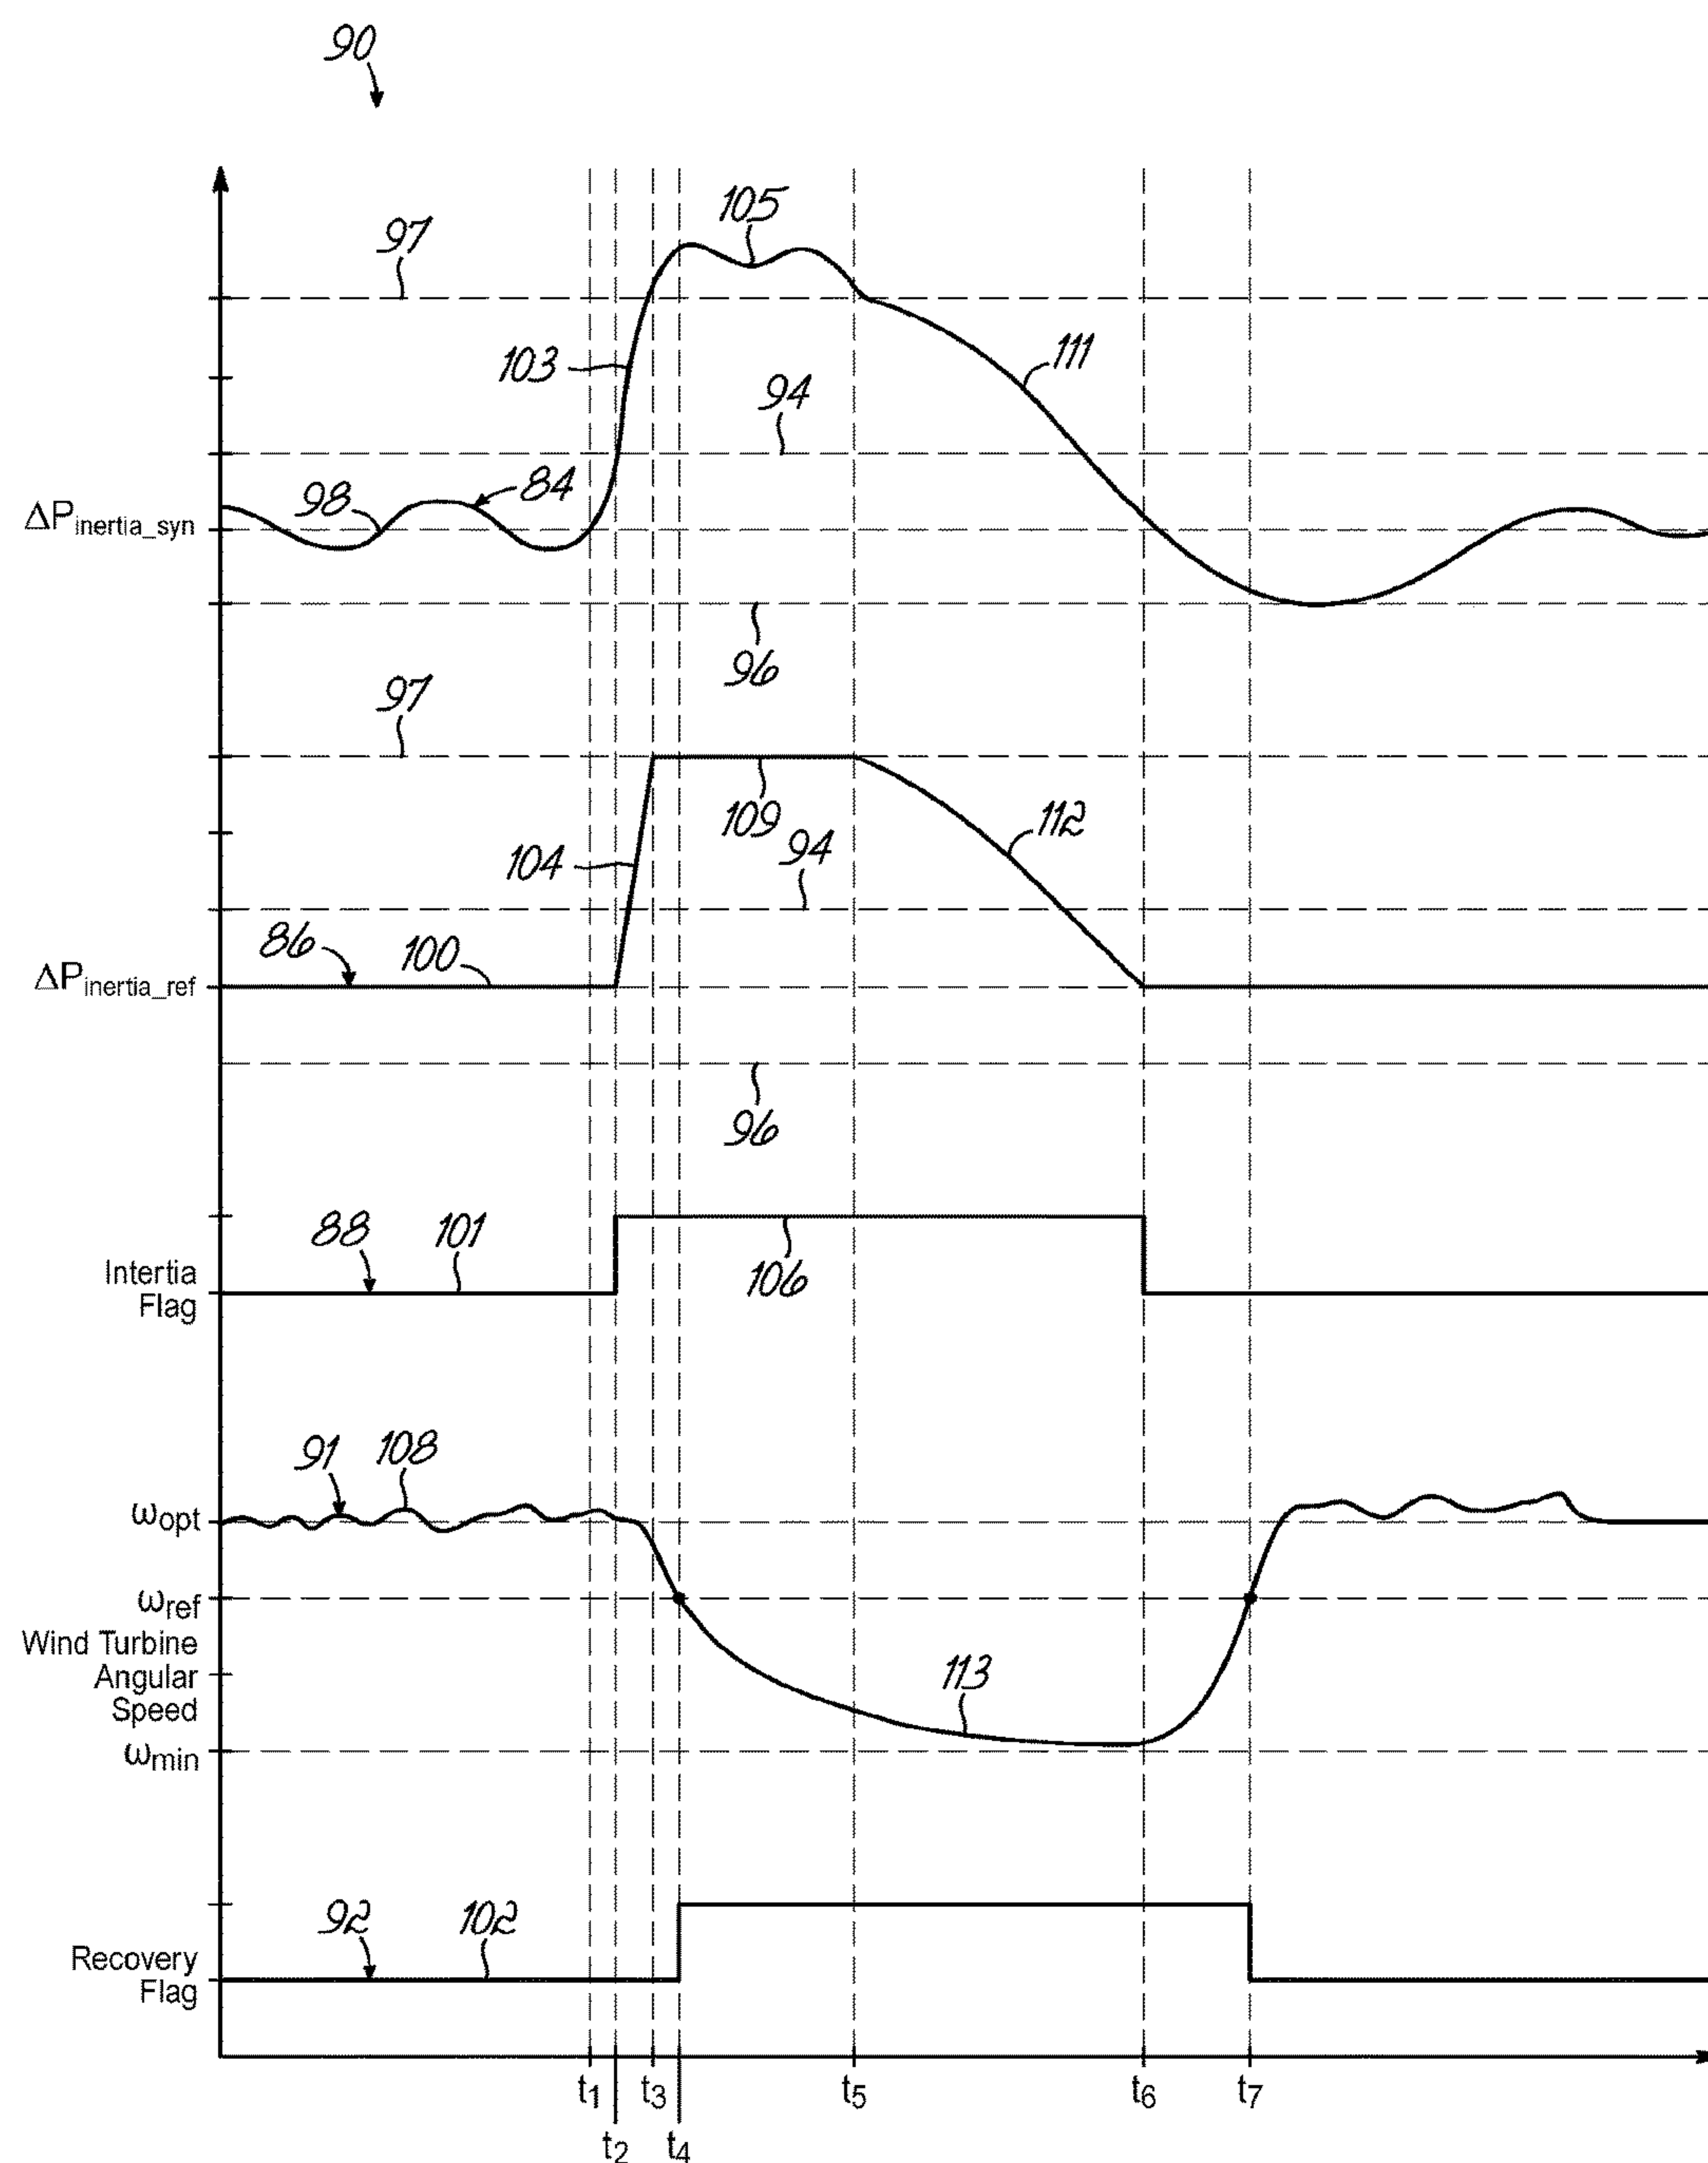 90
105
97
103
111
94
98
84
ΔPinertia_syn
96
97
109
112
104
94
86
100
ΔPinertia_ref
96
88
101
106
Intertia
Flag
91
108
ωopt
ωref
Wind Turbine
Angular
Speed
113
ωmin
92
102
Recovery
Flag
t1
t3
t5
t6
t7
t2
t4